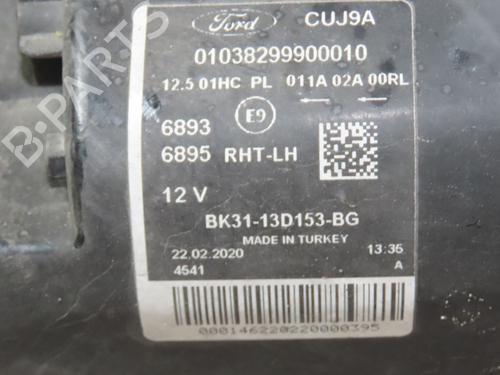 Ford CUJ9A
01038299900010
12.5 01HC PL 011A 02A 00RL
6893 E9
6895 RHT-LH
12 V
BK31-13D153-BG
MADE IN TURKEY
22.02.2020 13:35
4541 A
000146220220000395
B-PARTS